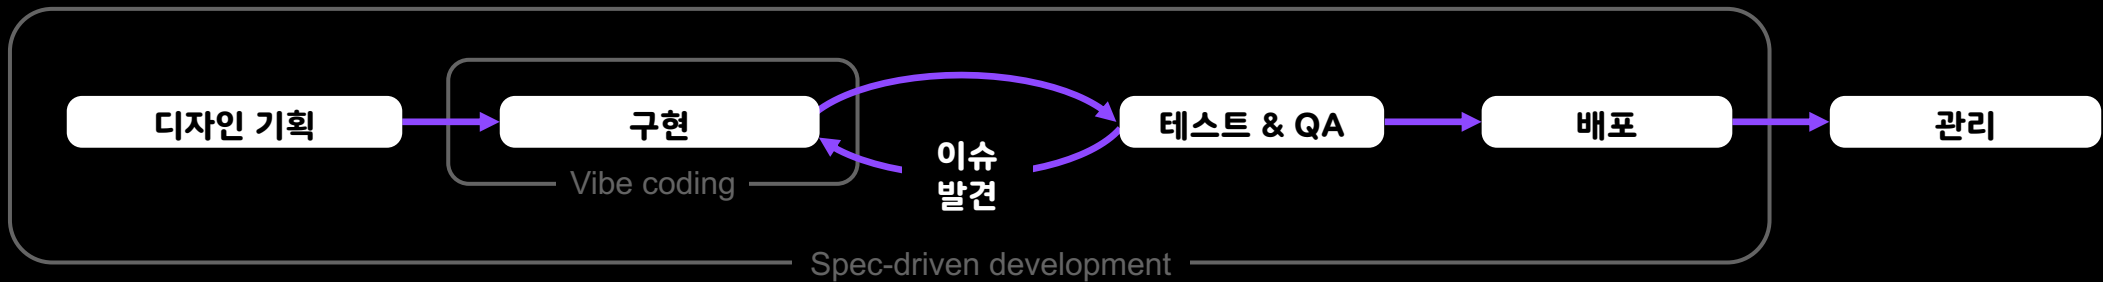 디자인 기획
구현
테스트 & QA
배포
관리
이슈
발견
Vibe coding
Spec-driven development